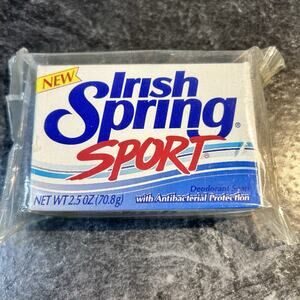 NEW
Irish
Spring®
SPORT®
Deodorant Soap
NET WT 2.5 OZ (70.8g) with Antibacterial Protection